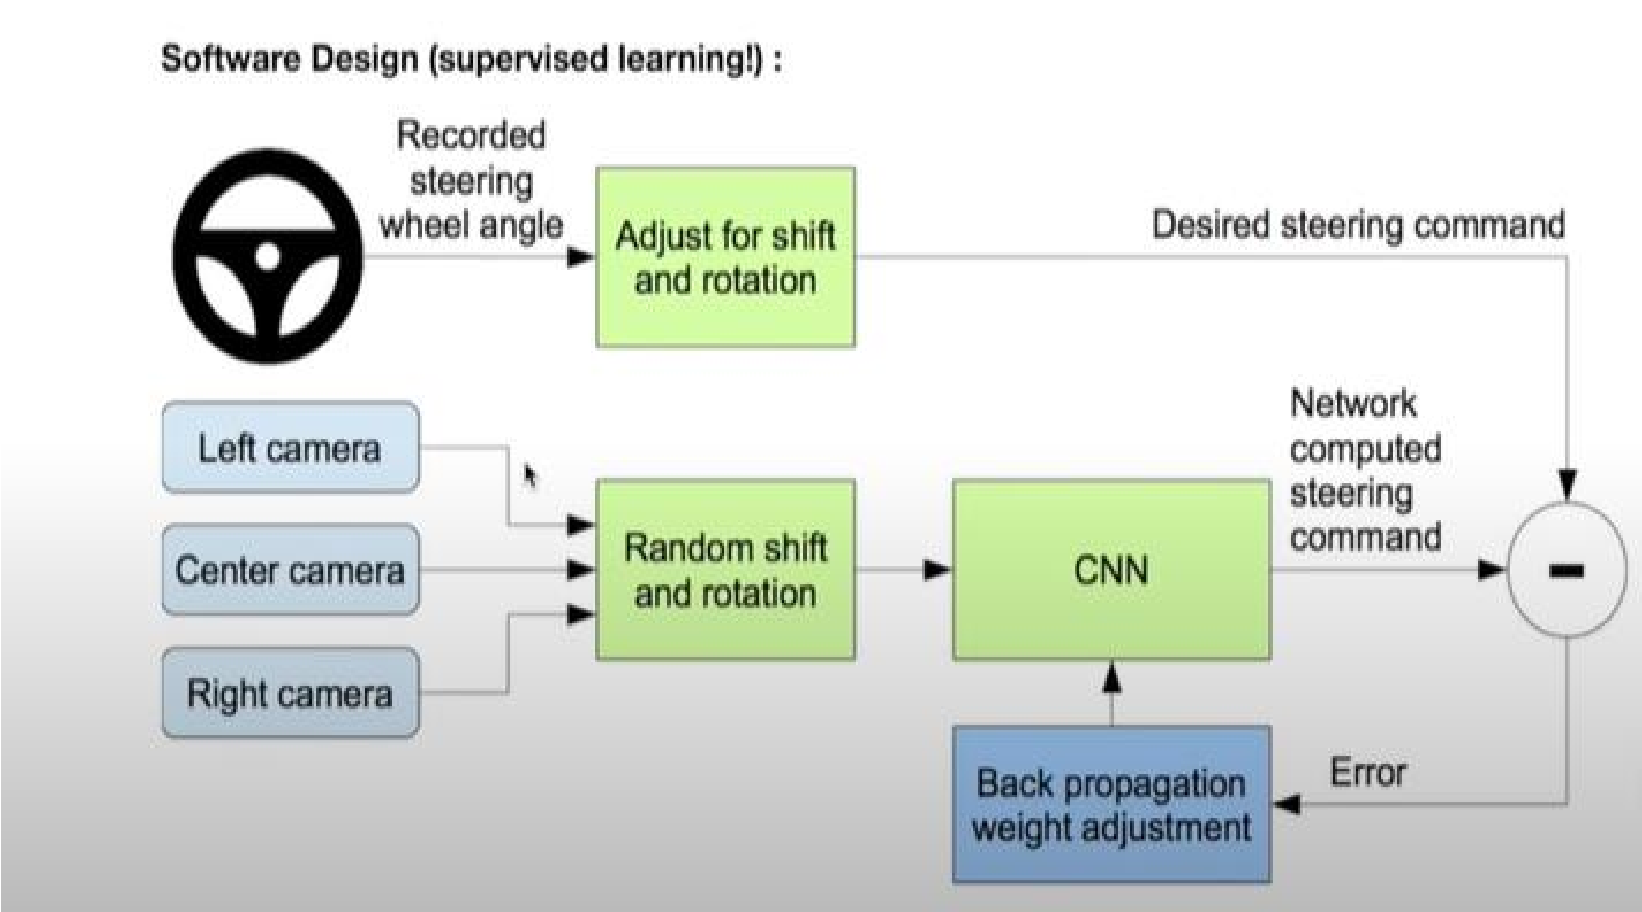 Software Design (supervised learning!) :
Recorded
steering
wheel angle
Adjust for shift
and rotation
Desired steering command
Left camera
Center camera
Right camera
Random shift
and rotation
CNN
Network
computed
steering
command
-
Back propagation
weight adjustment
Error